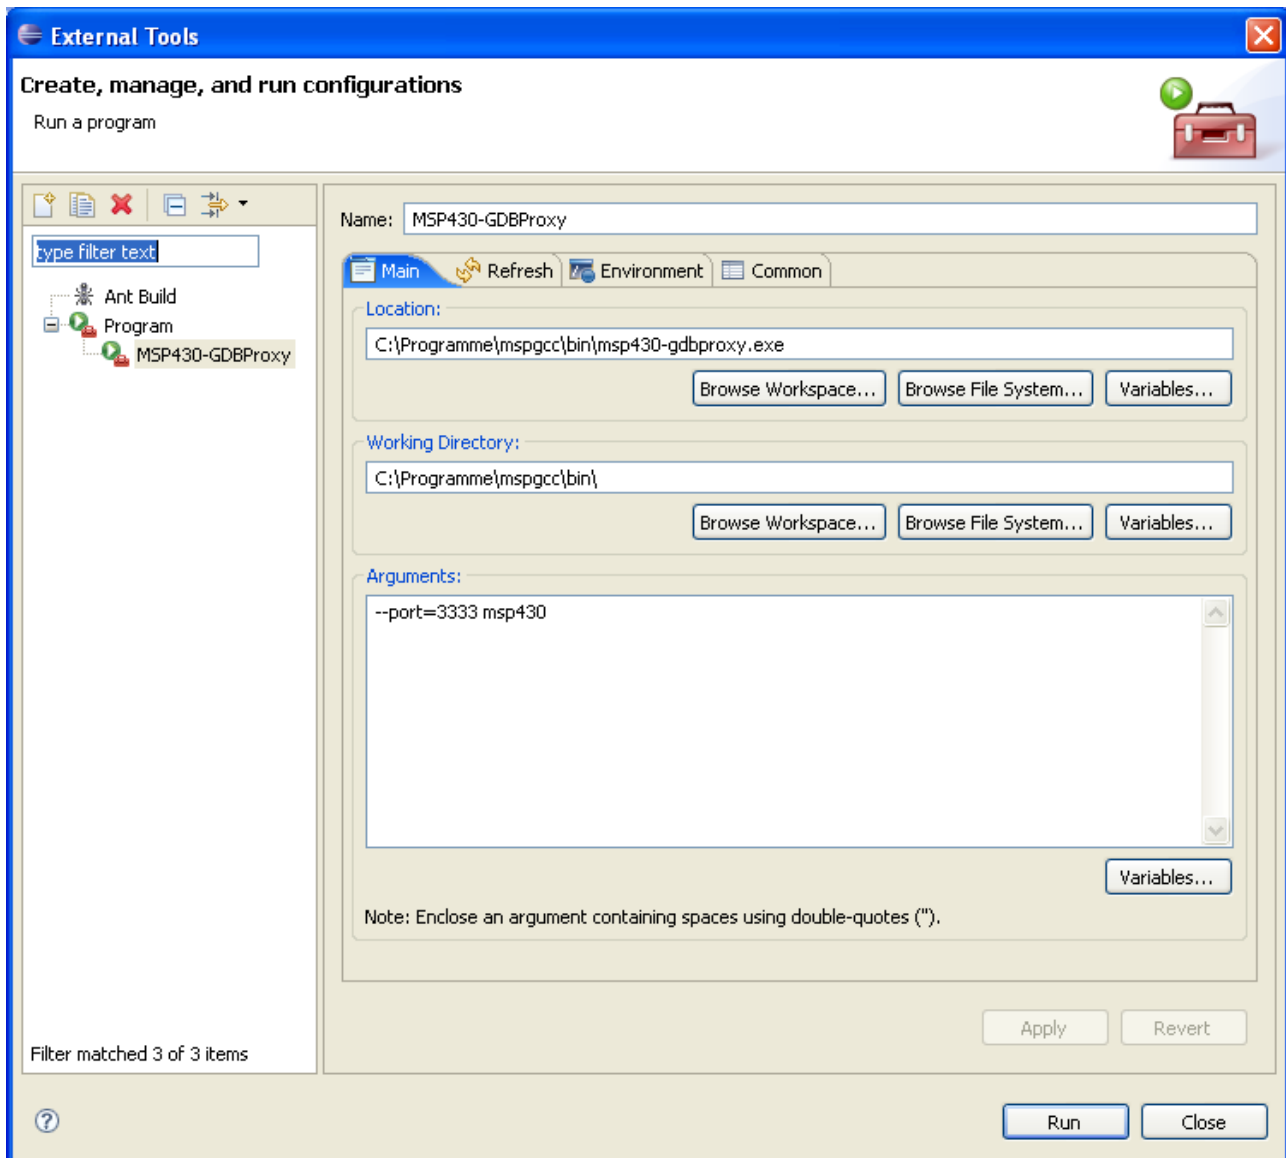 External Tools
Create, manage, and run configurations
Run a program
type filter text
Ant Build
Program
MSP430-GDBProxy
Filter matched 3 of 3 items
Name: MSP430-GDBProxy
Main Refresh Environment Common
Location:
C:\Programme\mspgcc\bin\msp430-gdbproxy.exe
Browse Workspace... Browse File System... Variables...
Working Directory:
C:\Programme\mspgcc\bin\
Browse Workspace... Browse File System... Variables...
Arguments:
--port=3333 msp430
Variables...
Note: Enclose an argument containing spaces using double-quotes (").
Apply Revert
Run Close